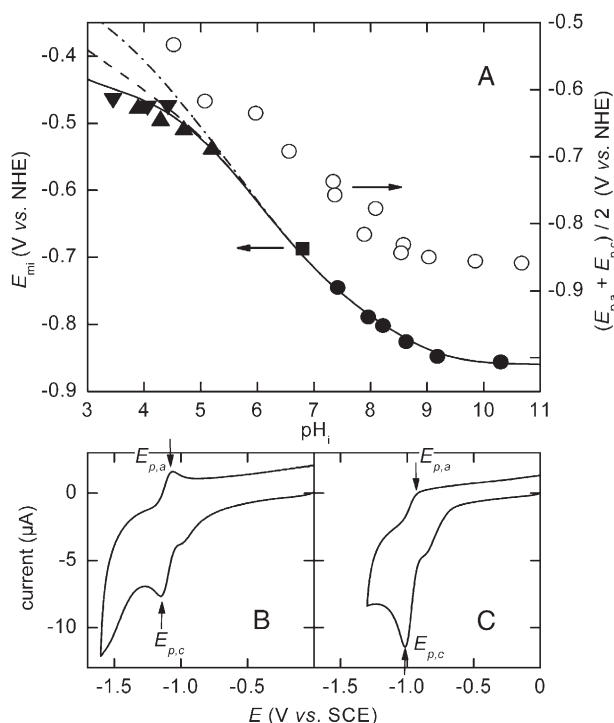 A
-0.4
-0.5
-0.6
-0.7
-0.8
-0.9
E_mi (V vs. NHE)
-0.5
-0.6
-0.7
-0.8
-0.9
(E_p,a + E_p,c) / 2 (V vs. NHE)
3 4 5 6 7 8 9 10 11
pH_i
E_p,a
E_p,a
0
-5
-10
current (µA)
B
C
E_p,c
E_p,c
-1.5 -1.0 -0.5 -1.5 -1.0 -0.5 0
E (V vs. SCE)